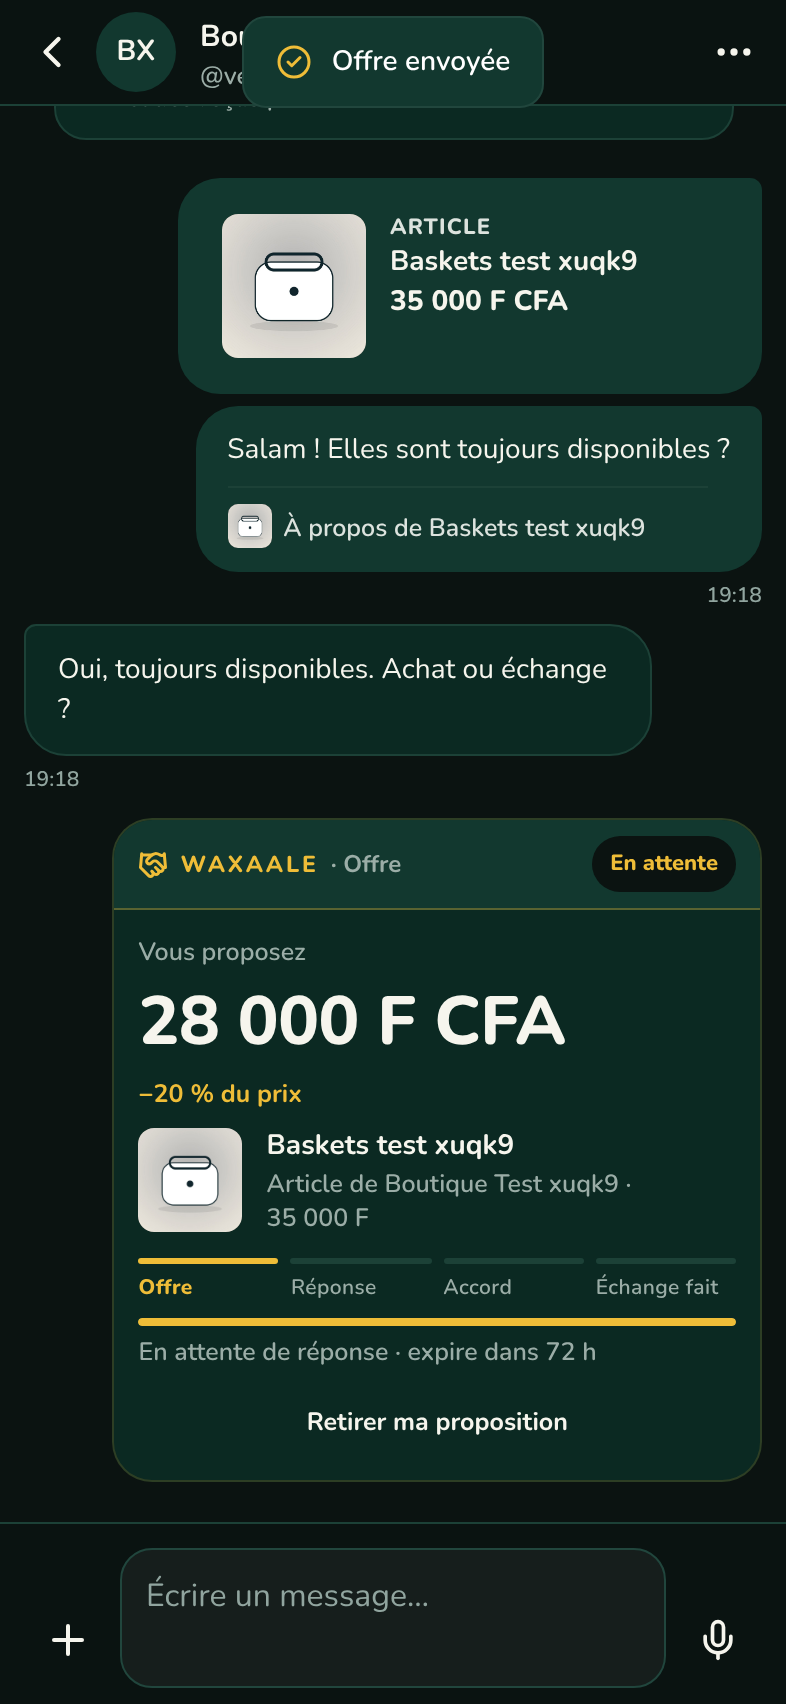 BX
Offre envoyée
ARTICLE
Baskets test xuqk9
35 000 F CFA
Salam ! Elles sont toujours disponibles ?
À propos de Baskets test xuqk9
19:18
Oui, toujours disponibles. Achat ou échange
?
19:18
WAXAALE · Offre
En attente
Vous proposez
28 000 F CFA
−20 % du prix
Baskets test xuqk9
Article de Boutique Test xuqk9 ·
35 000 F
Offre
Réponse
Accord
Échange fait
En attente de réponse · expire dans 72 h
Retirer ma proposition
Écrire un message...